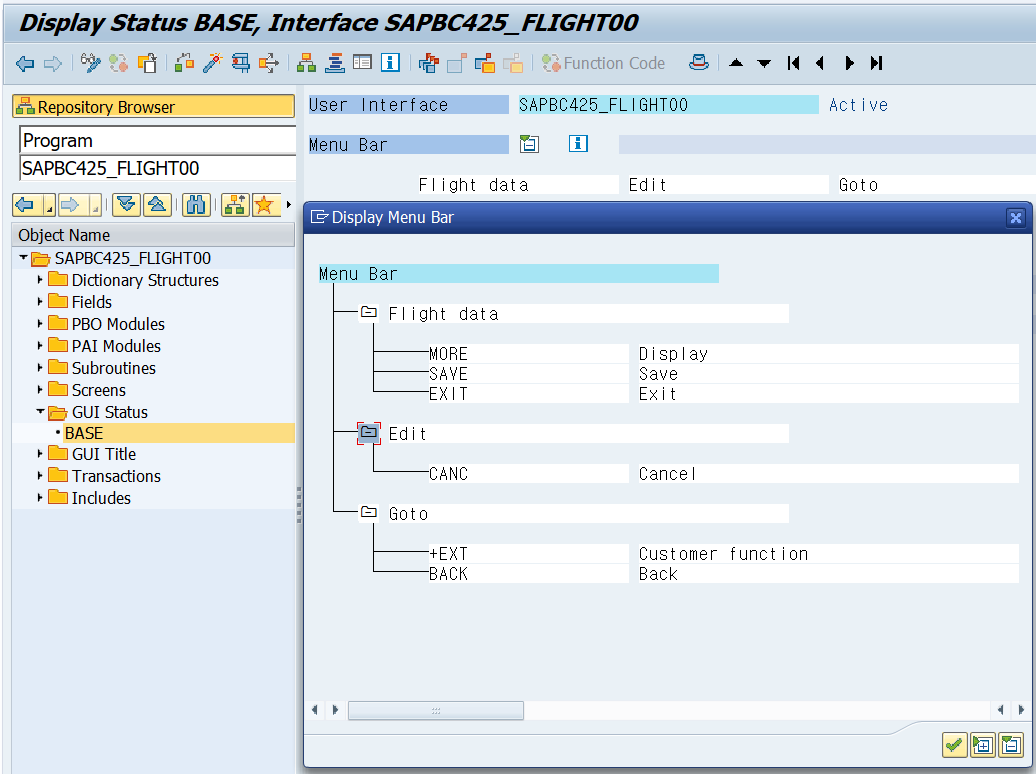 Display Status BASE, Interface SAPBC425_FLIGHT00
Function Code
Repository Browser
Program
SAPBC425_FLIGHT00
Object Name
SAPBC425_FLIGHT00
Dictionary Structures
Fields
PBO Modules
PAI Modules
Subroutines
Screens
GUI Status
BASE
GUI Title
Transactions
Includes
User Interface SAPBC425_FLIGHT00 Active
Menu Bar
Flight data Edit Goto
Display Menu Bar
Menu Bar
Flight data
MORE Display
SAVE Save
EXIT Exit
Edit
CANC Cancel
Goto
+EXT Customer function
BACK Back